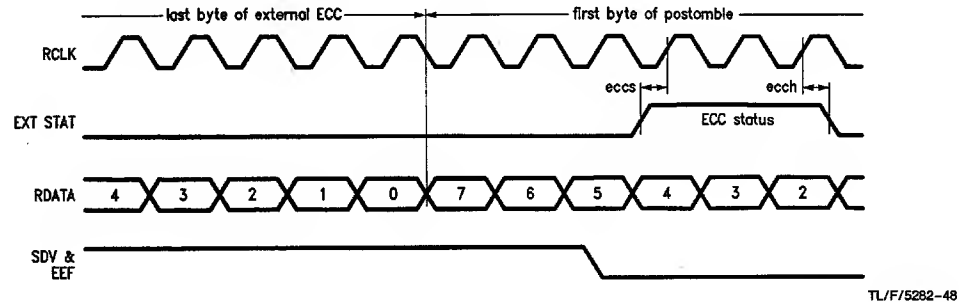 last byte of external ECC
first byte of postomble
RCLK
eccs
ecch
EXT STAT
ECC status
RDATA
4 3 2 1 0 7 6 5 4 3 2
SDV &
EEF
TL/F/5282-48